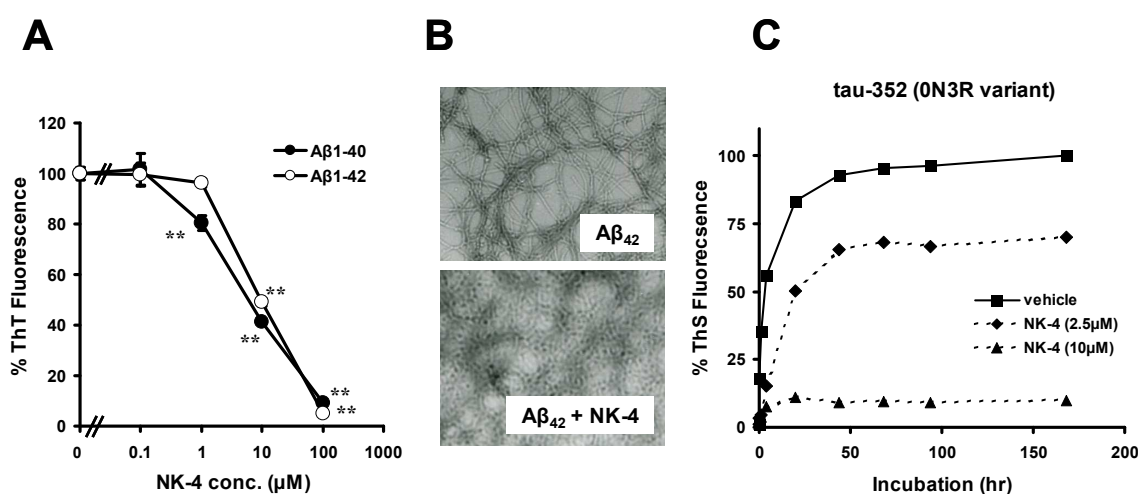 A
120
100
80
60
40
20
0
% ThT Fluorescence
Aβ1-40
Aβ1-42
**
**
**
**
**
0 0.1 1 10 100 1000
NK-4 conc. (μM)
B
Aβ42
Aβ42 + NK-4
C
tau-352 (0N3R variant)
100
75
50
25
0
% ThS Fluorecsence
vehicle
NK-4 (2.5μM)
NK-4 (10μM)
0 50 100 150 200
Incubation (hr)